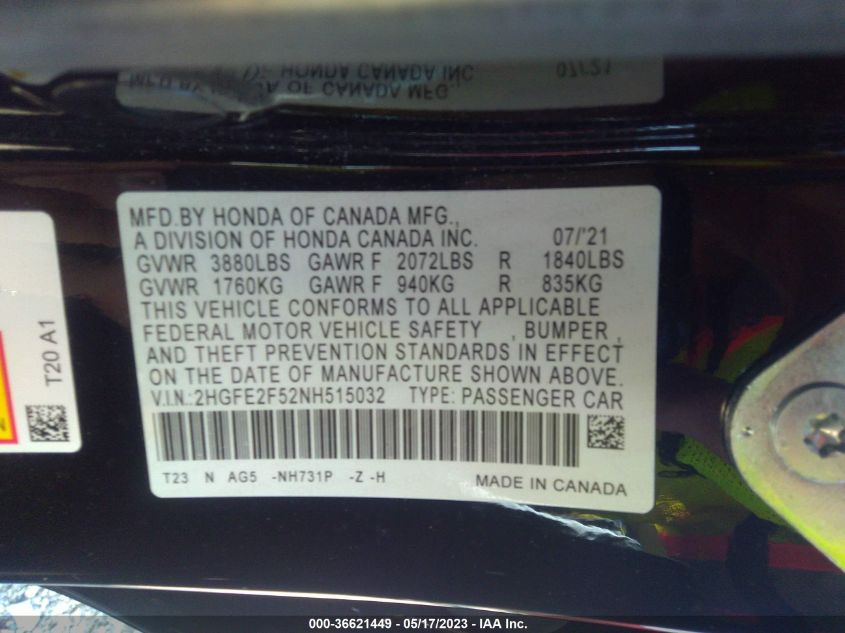 HONDA CANADA INC 07/'21
OF CANADA MFG.
MFD.BY HONDA OF CANADA MFG.,
A DIVISION OF HONDA CANADA INC. 07/'21
GVWR 3880LBS GAWR F 2072LBS R 1840LBS
GVWR 1760KG GAWR F 940KG R 835KG
THIS VEHICLE CONFORMS TO ALL APPLICABLE
FEDERAL MOTOR VEHICLE SAFETY , BUMPER ,
AND THEFT PREVENTION STANDARDS IN EFFECT
ON THE DATE OF MANUFACTURE SHOWN ABOVE.
V.I.N.:2HGFE2F52NH515032 TYPE: PASSENGER CAR
T23 N AG5 -NH731P -Z -H MADE IN CANADA
T20 A1
000-36621449 - 05/17/2023 - IAA Inc.